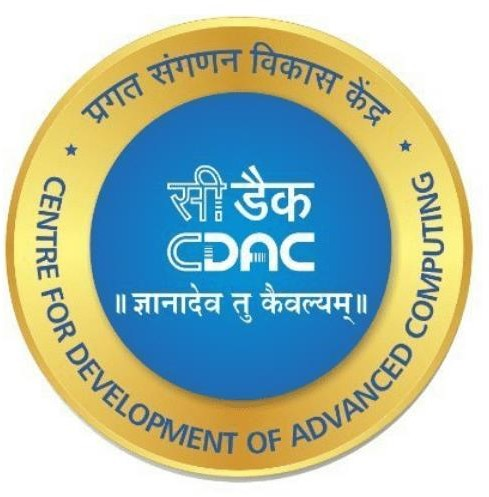 प्रगत संगणन विकास केंद्र
सी डैक
CDAC
॥ ज्ञानादेव तु कैवल्यम् ॥
CENTRE FOR DEVELOPMENT OF ADVANCED COMPUTING